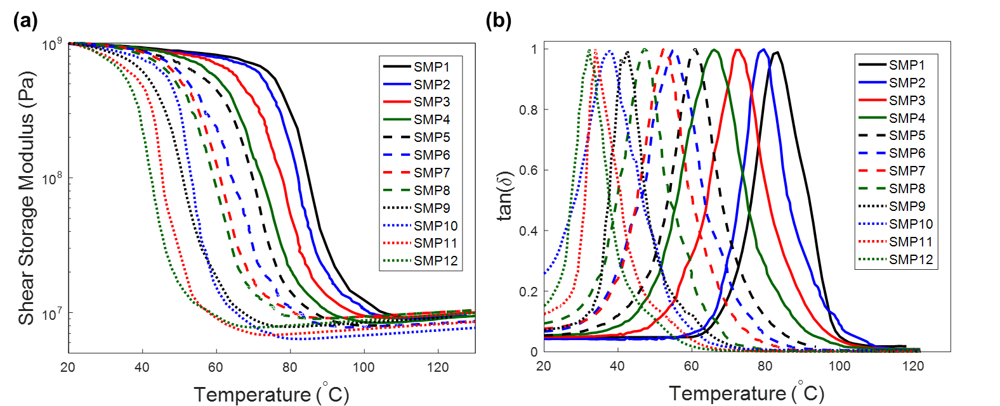 (a)
Shear Storage Modulus (Pa)
10^9
10^8
10^7
20 40 60 80 100 120
Temperature (°C)
SMP1
SMP2
SMP3
SMP4
SMP5
SMP6
SMP7
SMP8
SMP9
SMP10
SMP11
SMP12
(b)
tan(δ)
1
0.8
0.6
0.4
0.2
0
20 40 60 80 100 120
Temperature (°C)
SMP1
SMP2
SMP3
SMP4
SMP5
SMP6
SMP7
SMP8
SMP9
SMP10
SMP11
SMP12